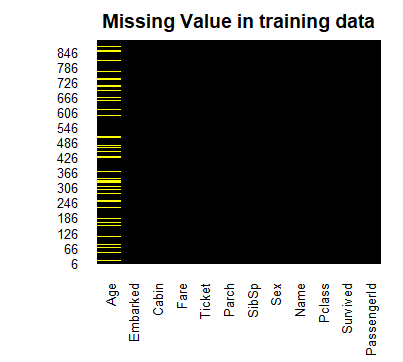 Missing Value in training data
846
786
726
666
606
546
486
426
366
306
246
186
126
66
6
Age
Embarked
Cabin
Fare
Ticket
Parch
SibSp
Sex
Name
Pclass
Survived
PassengerId